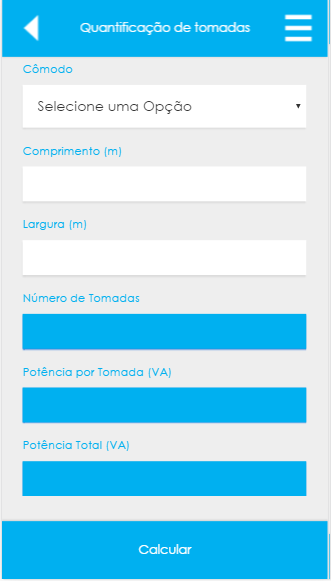 Quantificação de tomadas
Cômodo
Selecione uma Opção
Comprimento (m)
Largura (m)
Número de Tomadas
Potência por Tomada (VA)
Potência Total (VA)
Calcular